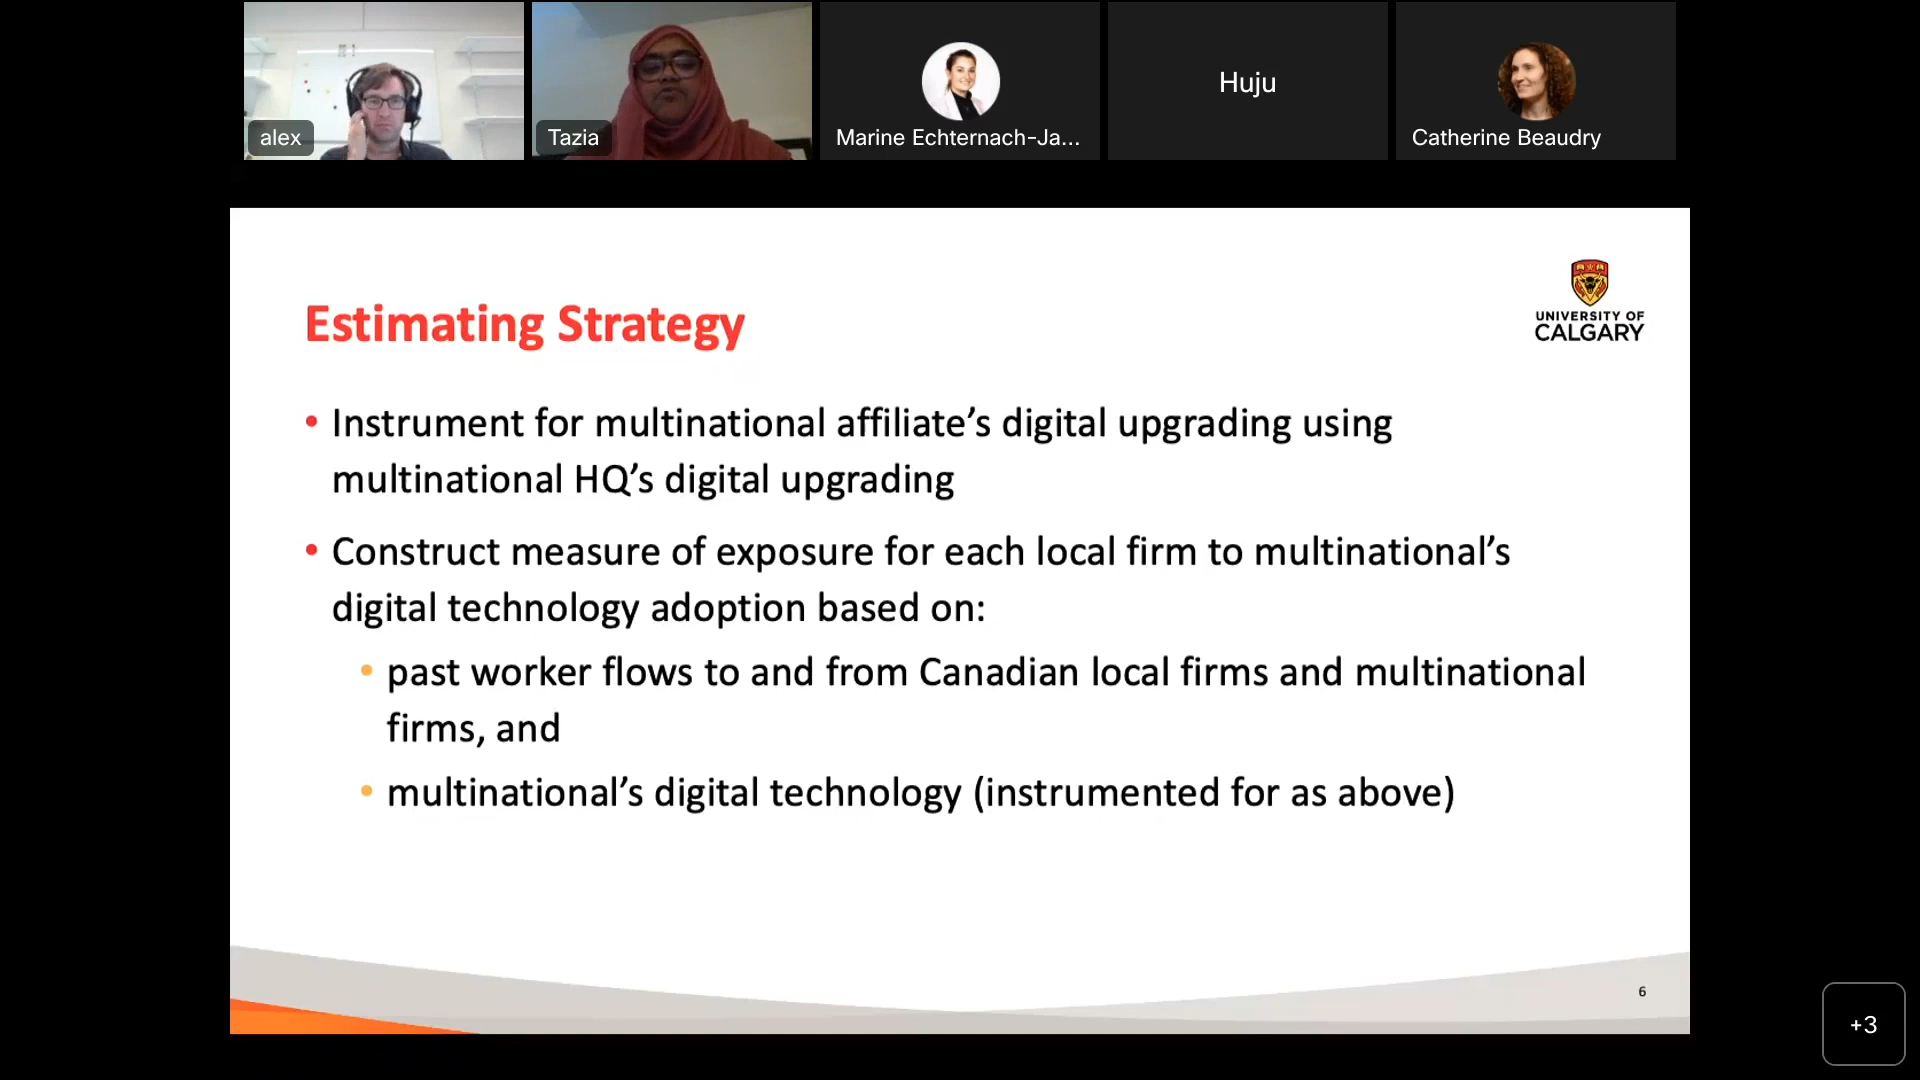 alex
Tazia
Marine Echternach-Ja...
Huju
Catherine Beaudry
UNIVERSITY OF
CALGARY
Estimating Strategy
• Instrument for multinational affiliate’s digital upgrading using
multinational HQ’s digital upgrading
• Construct measure of exposure for each local firm to multinational’s
digital technology adoption based on:
• past worker flows to and from Canadian local firms and multinational
firms, and
• multinational’s digital technology (instrumented for as above)
6
+3